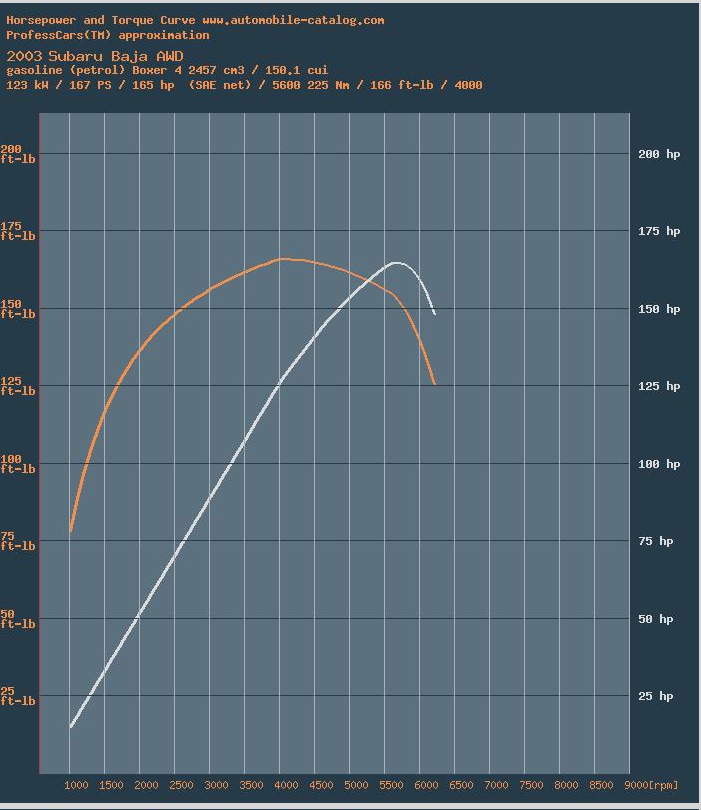 Horsepower and Torque Curve www.automobile-catalog.com
ProfessCars(TM) approximation
2003 Subaru Baja AWD
gasoline (petrol) Boxer 4 2457 cm3 / 150.1 cui
123 kW / 167 PS / 165 hp (SAE net) / 5600 225 Nm / 166 ft-lb / 4000
200
ft-lb
200 hp
175
ft-lb
175 hp
150
ft-lb
150 hp
125
ft-lb
125 hp
100
ft-lb
100 hp
75
ft-lb
75 hp
50
ft-lb
50 hp
25
ft-lb
25 hp
1000 1500 2000 2500 3000 3500 4000 4500 5000 5500 6000 6500 7000 7500 8000 8500 9000[rpm]